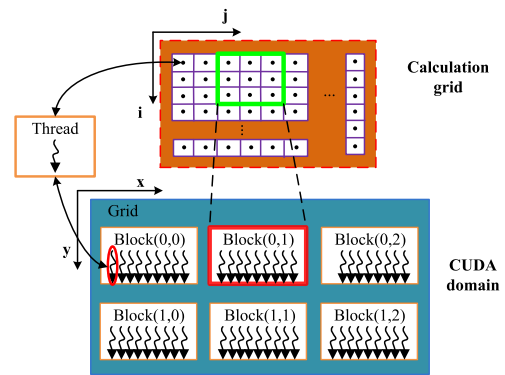 j
Calculation
grid
...
i
...
Thread
x
Grid
y
Block(0,0)
Block(0,1)
Block(0,2)
CUDA
domain
Block(1,0)
Block(1,1)
Block(1,2)